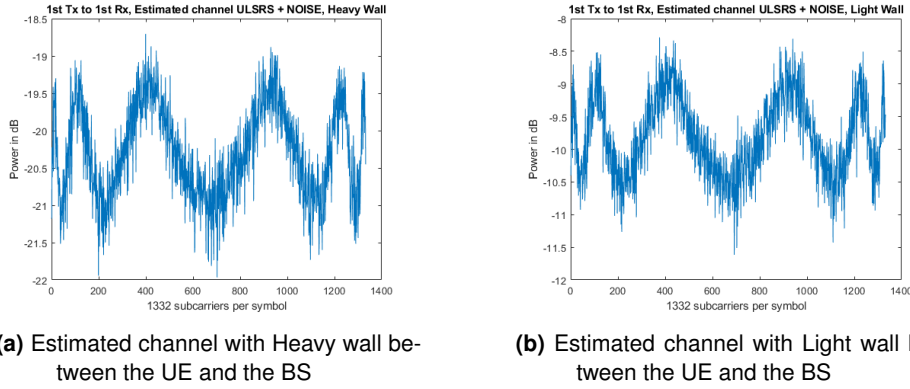 1st Tx to 1st Rx, Estimated channel ULSRS + NOISE, Heavy Wall
-18.5
-19
-19.5
-20
-20.5
-21
-21.5
-22
Power in dB
0 200 400 600 800 1000 1200 1400
1332 subcarriers per symbol
(a) Estimated channel with Heavy wall be-
tween the UE and the BS
1st Tx to 1st Rx, Estimated channel ULSRS + NOISE, Light Wall
-8
-8.5
-9
-9.5
-10
-10.5
-11
-11.5
-12
Power in dB
0 200 400 600 800 1000 1200 1400
1332 subcarriers per symbol
(b) Estimated channel with Light wall
tween the UE and the BS